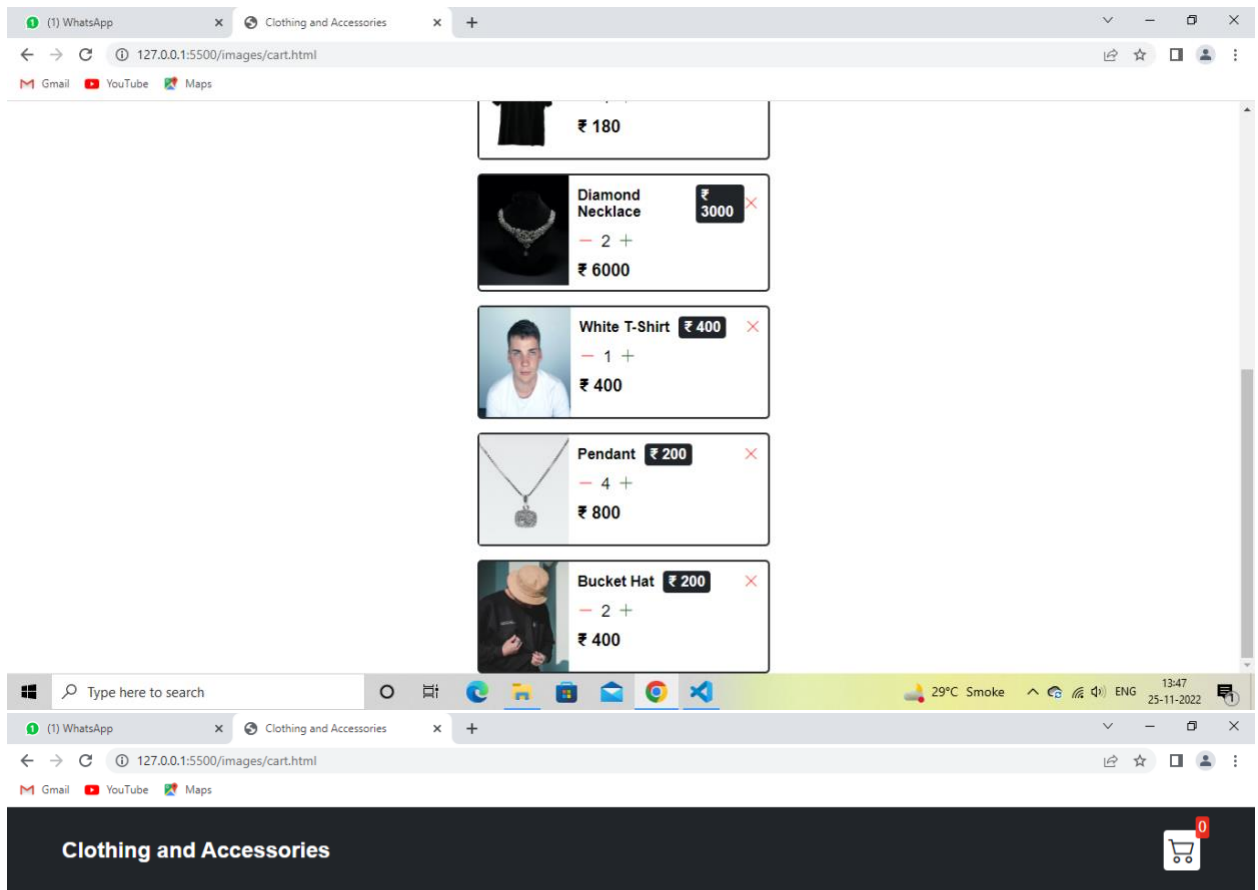 (1) WhatsApp
Clothing and Accessories
127.0.0.1:5500/images/cart.html
Gmail YouTube Maps
₹ 180
Diamond Necklace ₹ 3000
2
₹ 6000
White T-Shirt ₹ 400
1
₹ 400
Pendant ₹ 200
4
₹ 800
Bucket Hat ₹ 200
2
₹ 400
Type here to search
29°C Smoke
ENG
13:47
25-11-2022
1
(1) WhatsApp
Clothing and Accessories
127.0.0.1:5500/images/cart.html
Gmail YouTube Maps
Clothing and Accessories
0